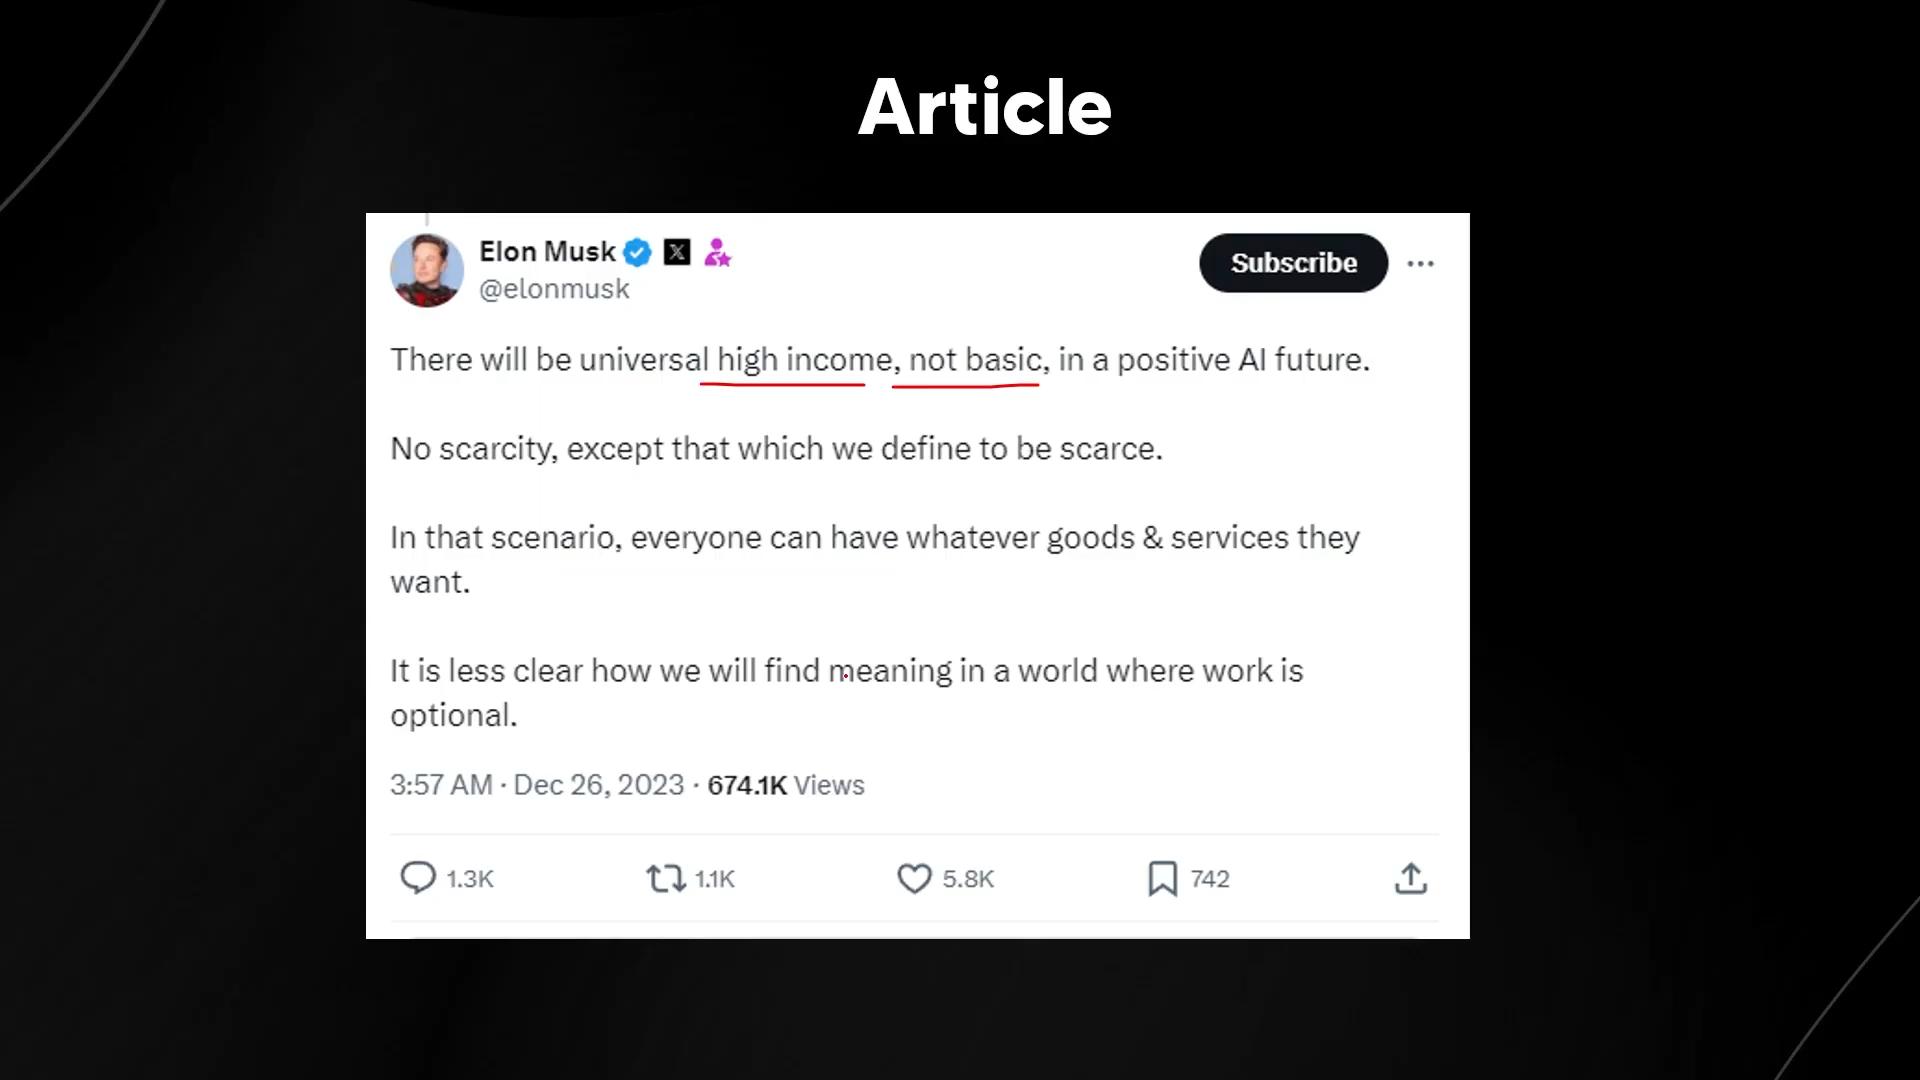 Article
Elon Musk
Subscribe
@elonmusk
There will be universal high income, not basic, in a positive AI future.
No scarcity, except that which we define to be scarce.
In that scenario, everyone can have whatever goods & services they
want.
It is less clear how we will find meaning in a world where work is
optional.
3:57 AM · Dec 26, 2023 · 674.1K Views
1.3K 1.1K 5.8K 742